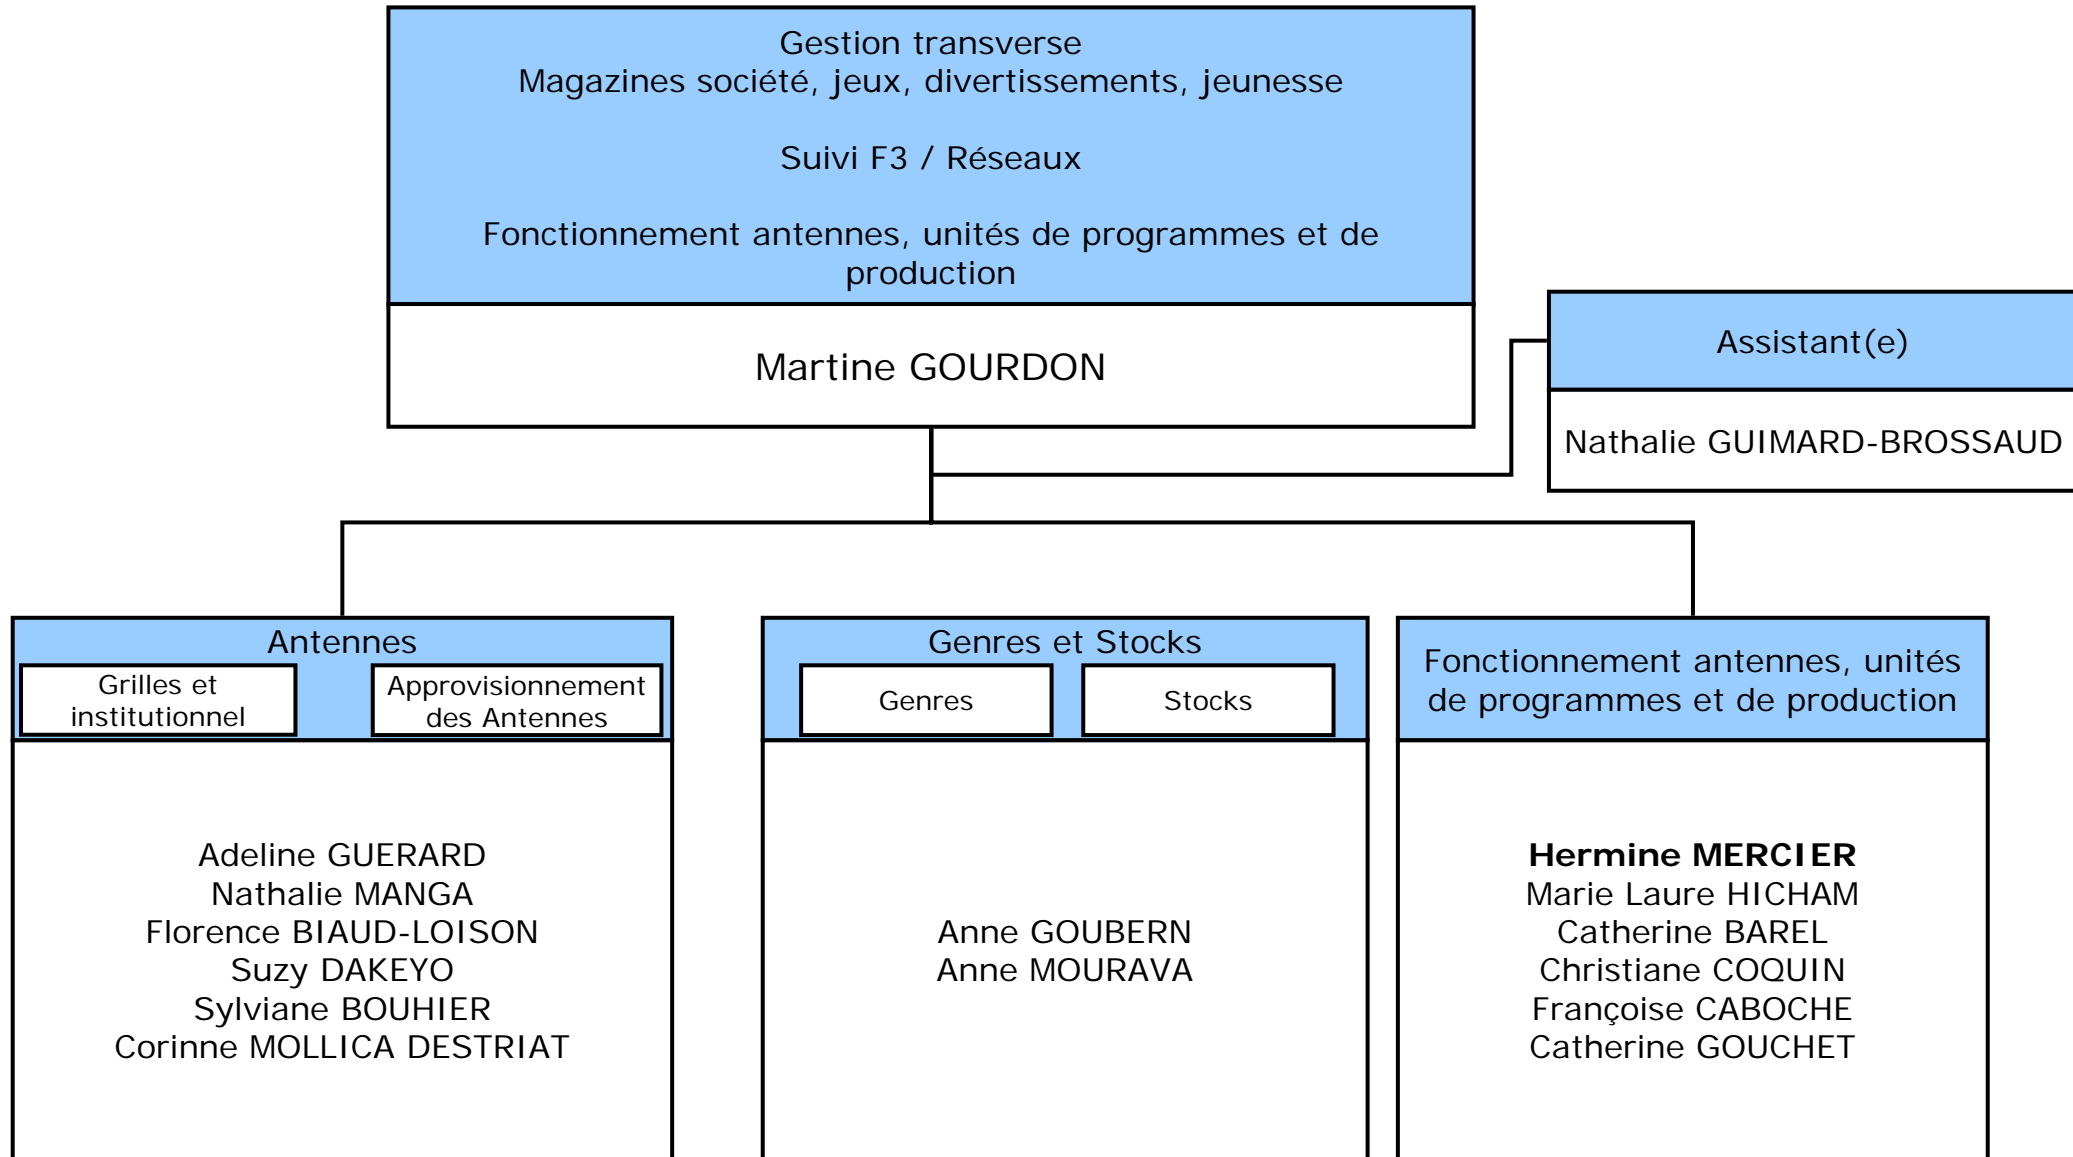 Gestion transverse
Magazines société, jeux, divertissements, jeunesse
Suivi F3 / Réseaux
Fonctionnement antennes, unités de programmes et de
production
Martine GOURDON
Assistant(e)
Nathalie GUIMARD-BROSSAUD
Antennes
Grilles et
institutionnel
Approvisionnement
des Antennes
Adeline GUERARD
Nathalie MANGA
Florence BIAUD-LOISON
Suzy DAKEYO
Sylviane BOUHIER
Corinne MOLLICA DESTRIAT
Genres et Stocks
Genres
Stocks
Anne GOUBERN
Anne MOURAVA
Fonctionnement antennes, unités
de programmes et de production
Hermine MERCIER
Marie Laure HICHAM
Catherine BAREL
Christiane COQUIN
Françoise CABOCHE
Catherine GOUCHET